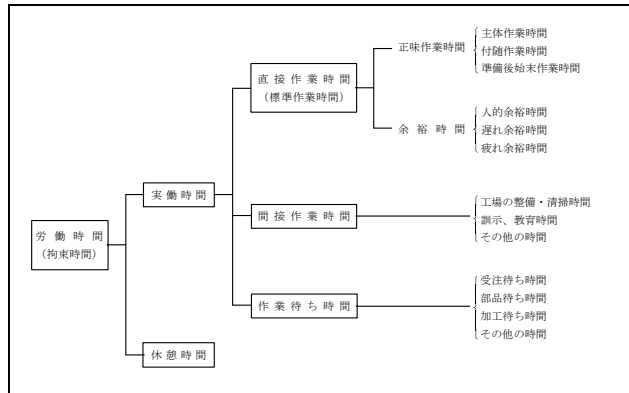 労働時間
(拘束時間)
実働時間
休憩時間
直接作業時間
(標準作業時間)
間接作業時間
作業待ち時間
正味作業時間
余裕時間
主体作業時間
付随作業時間
準備後始末作業時間
人的余裕時間
遅れ余裕時間
疲れ余裕時間
工場の整備・清掃時間
訓示、教育時間
その他の時間
受注待ち時間
部品待ち時間
加工待ち時間
その他の時間